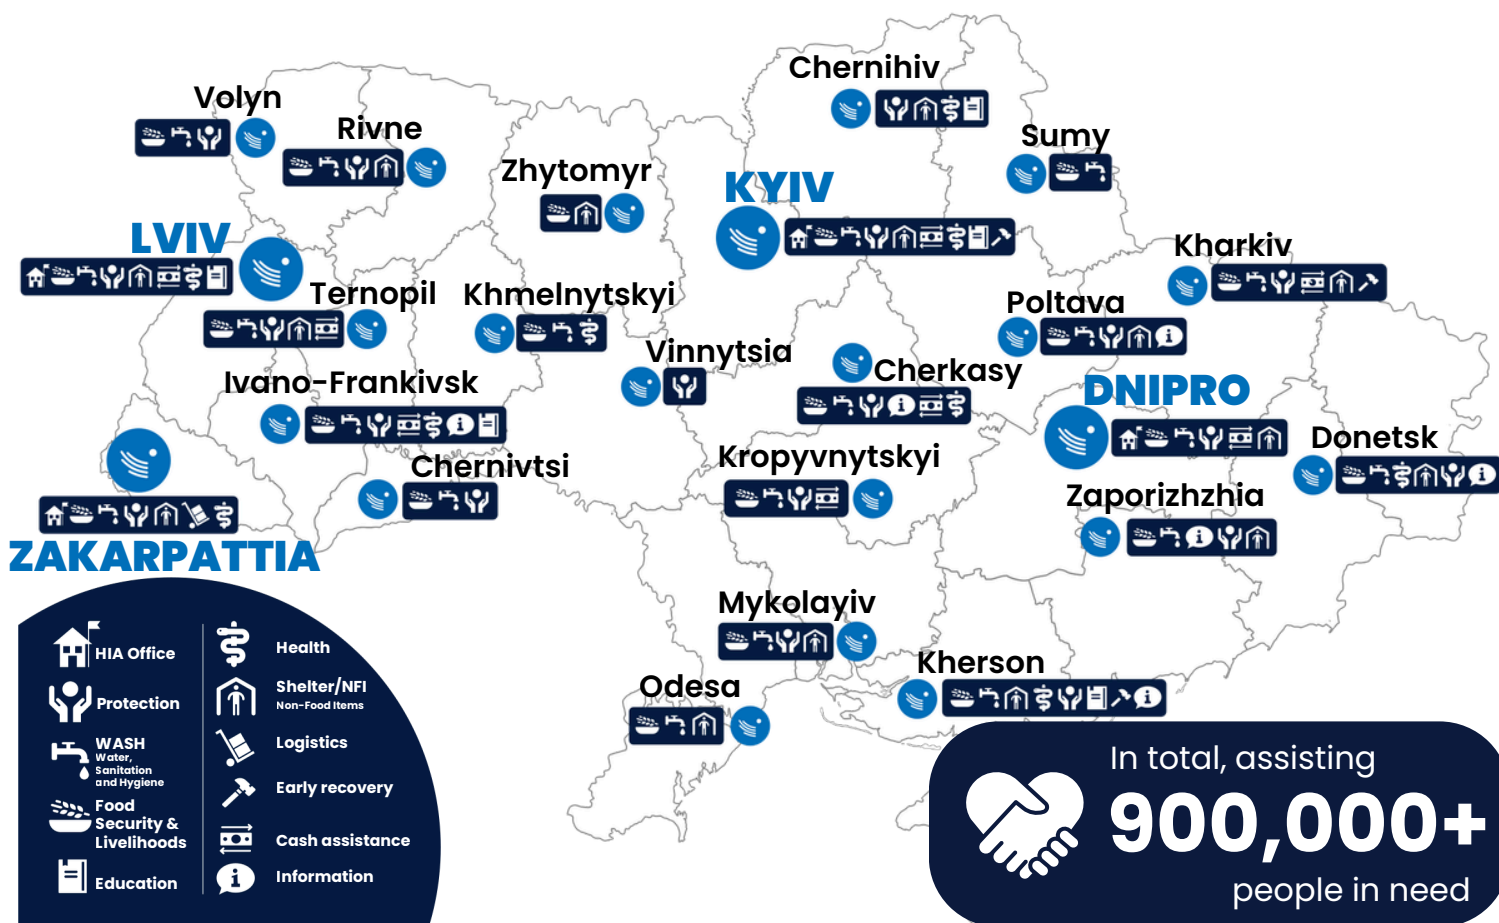 Chernihiv
Volyn
Rivne
Sumy
Zhytomyr
KYIV
LVIV
Kharkiv
Ternopil
Khmelnytskyi
Poltava
Vinnytsia
Cherkasy
Ivano-Frankivsk
DNIPRO
Donetsk
Chernivtsi
Kropyvnytskyi
Zaporizhzhia
ZAKARPATTIA
Mykolayiv
Kherson
Odesa
HIA Office
Protection
WASH
Water,
Sanitation
and Hygiene
Food
Security &
Livelihoods
Education
Health
Shelter/NFI
Non-Food Items
Logistics
Early recovery
Cash assistance
Information
In total, assisting
900,000+
people in need